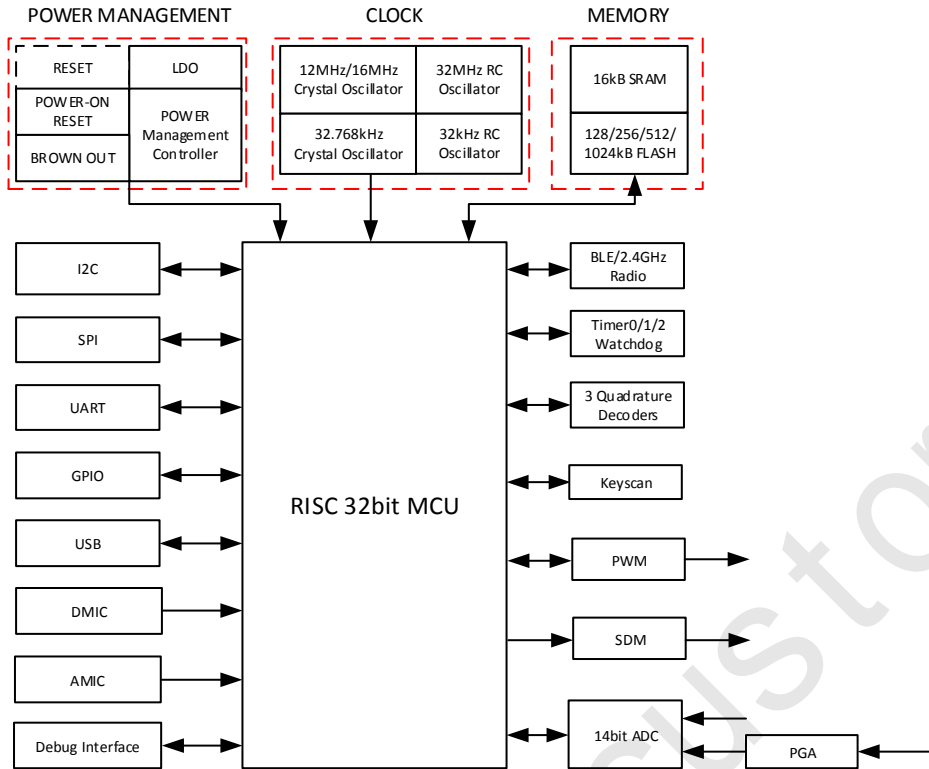 POWER MANAGEMENT
CLOCK
MEMORY
RESET
LDO
POWER-ON
RESET
POWER
Management
Controller
BROWN OUT
12MHz/16MHz
Crystal Oscillator
32MHz RC
Oscillator
32.768kHz
Crystal Oscillator
32kHz RC
Oscillator
16kB SRAM
128/256/512/
1024kB FLASH
I2C
SPI
UART
GPIO
USB
DMIC
AMIC
Debug Interface
RISC 32bit MCU
BLE/2.4GHz
Radio
Timer0/1/2
Watchdog
3 Quadrature
Decoders
Keyscan
PWM
SDM
14bit ADC
PGA